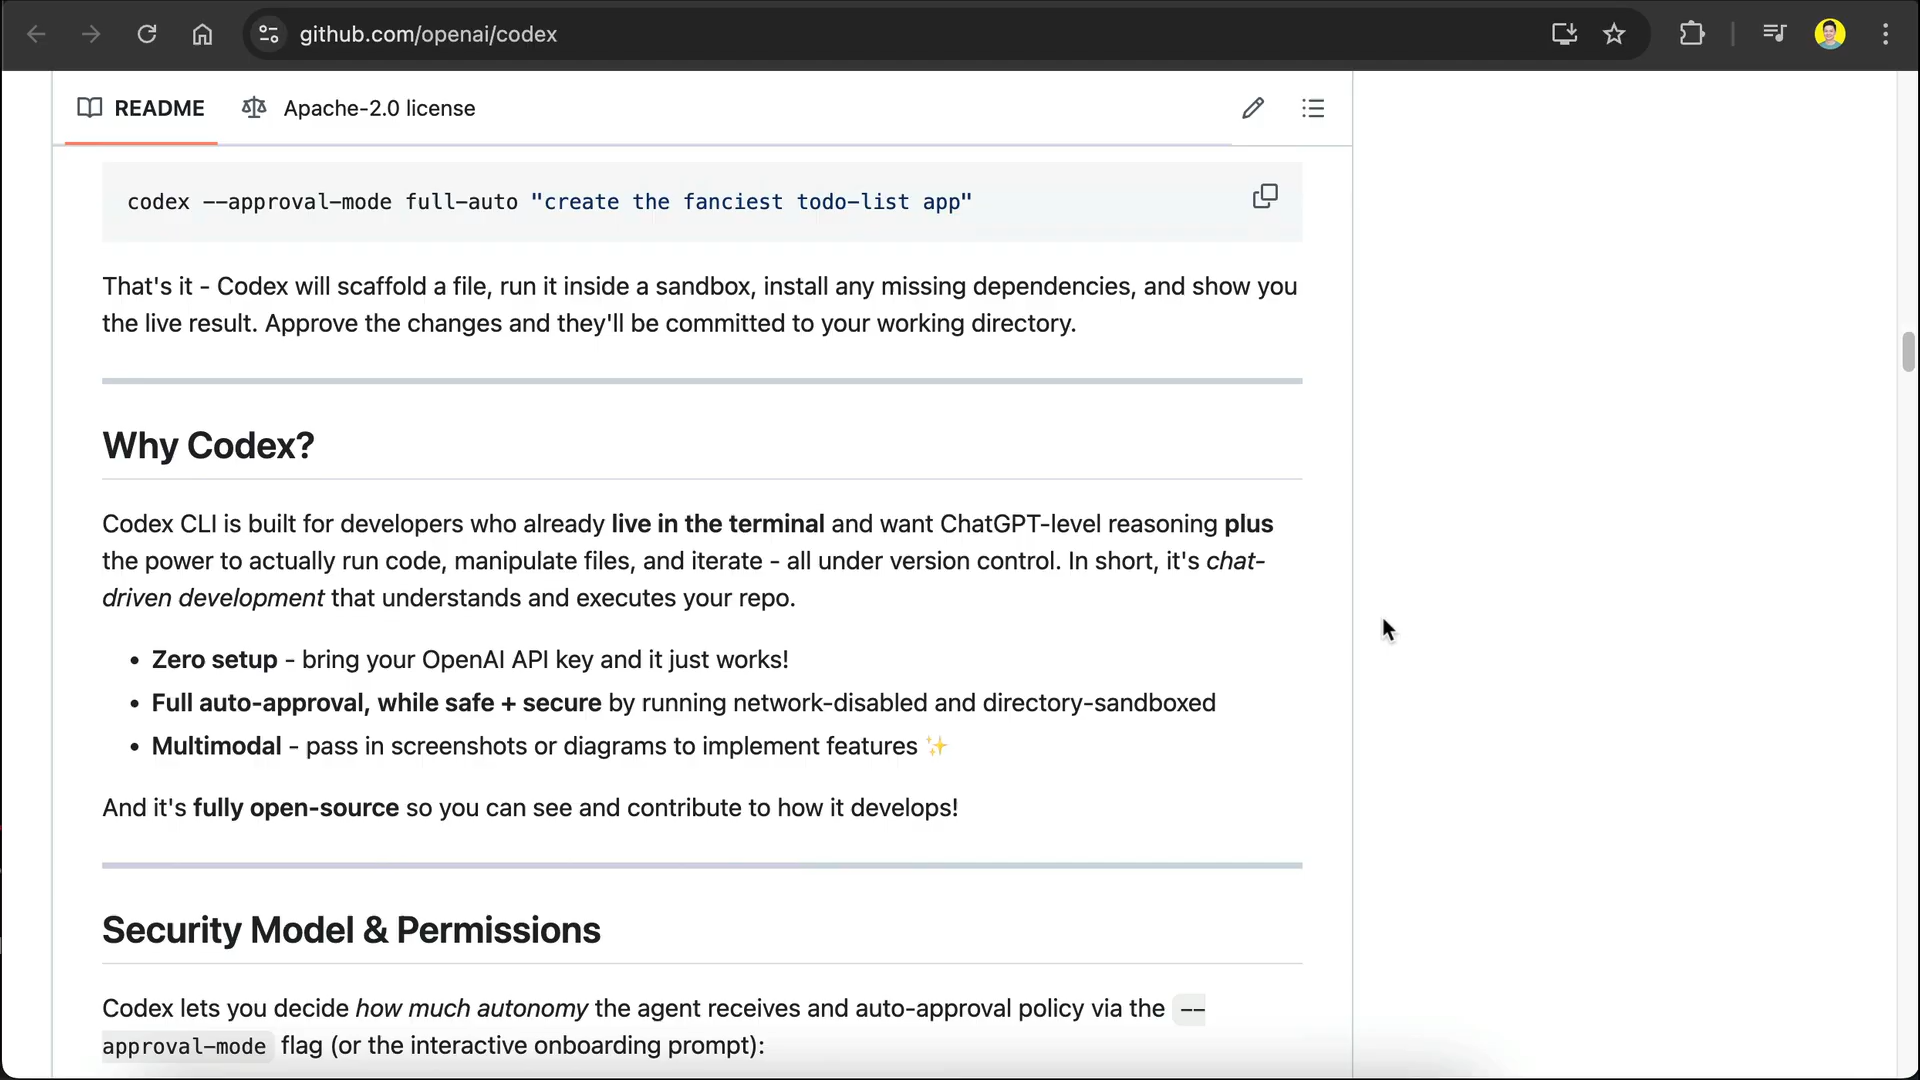 github.com/openai/codex
README
Apache-2.0 license
codex --approval-mode full-auto "create the fanciest todo-list app"
That's it - Codex will scaffold a file, run it inside a sandbox, install any missing dependencies, and show you
the live result. Approve the changes and they'll be committed to your working directory.
Why Codex?
Codex CLI is built for developers who already live in the terminal and want ChatGPT-level reasoning plus
the power to actually run code, manipulate files, and iterate - all under version control. In short, it's chat-
driven development that understands and executes your repo.
• Zero setup - bring your OpenAI API key and it just works!
• Full auto-approval, while safe + secure by running network-disabled and directory-sandboxed
• Multimodal - pass in screenshots or diagrams to implement features ✨
And it's fully open-source so you can see and contribute to how it develops!
Security Model & Permissions
Codex lets you decide how much autonomy the agent receives and auto-approval policy via the --
approval-mode flag (or the interactive onboarding prompt):